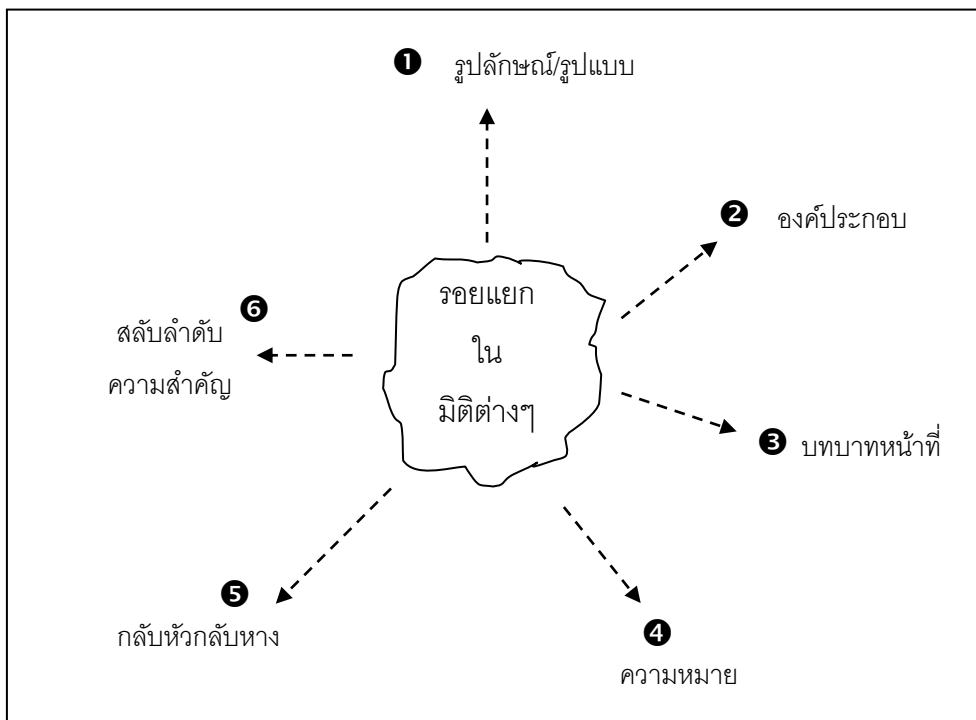 ❶ รูปลักษณ์/รูปแบบ
❷ องค์ประกอบ
รอยแยก
ใน
มิติต่างๆ
❻
สลับลำดับ
ความสำคัญ
❸ บทบาทหน้าที่
❺
กลับหัวกลับหาง
❹
ความหมาย